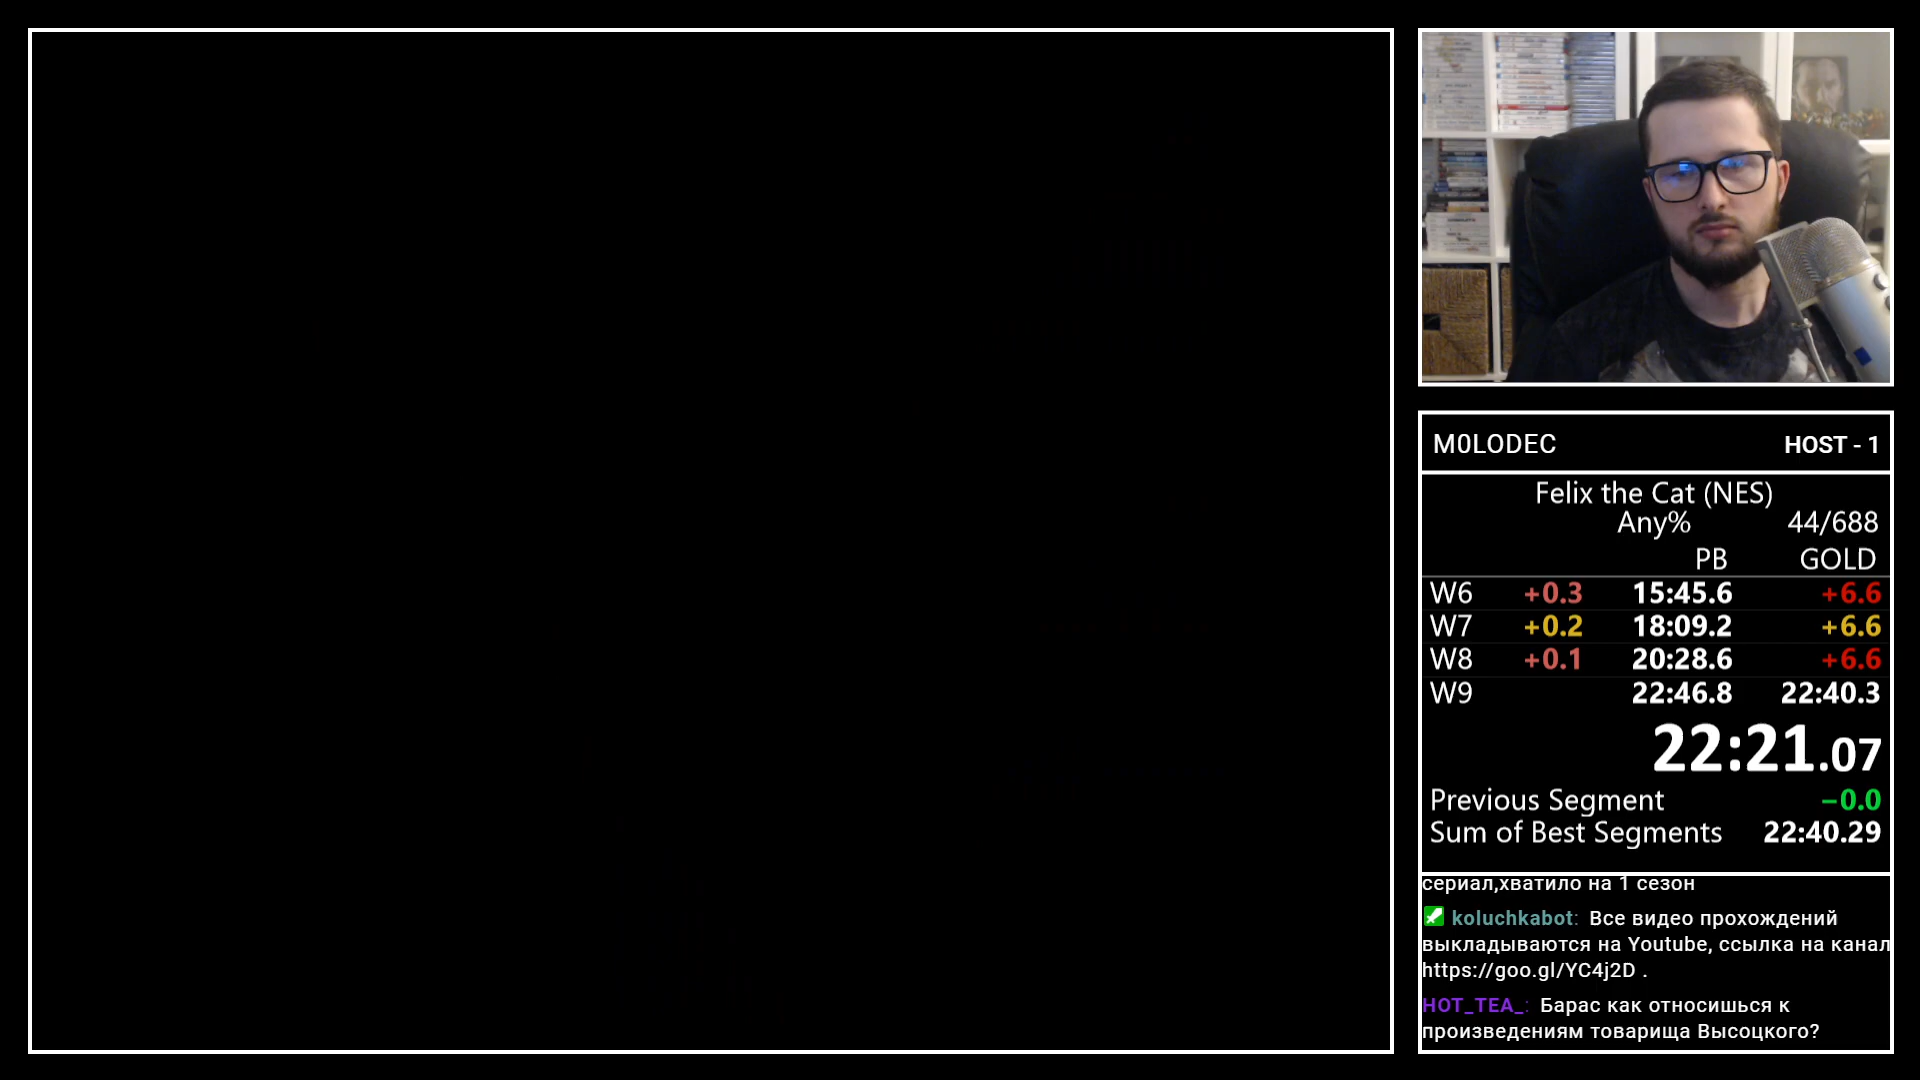 M0LODEC HOST - 1
Felix the Cat (NES)
Any% 44/688
PB GOLD
W6 +0.3 15:45.6 +6.6
W7 +0.2 18:09.2 +6.6
W8 +0.1 20:28.6 +6.6
W9 22:46.8 22:40.3
22:21.07
Previous Segment −0.0
Sum of Best Segments 22:40.29
сериал,хватило на 1 сезон
koluchkabot: Все видео прохождений
выкладываются на Youtube, ссылка на канал
https://goo.gl/YC4j2D .
HOT_TEA_: Барас как относишься к
произведениям товарища Высоцкого?